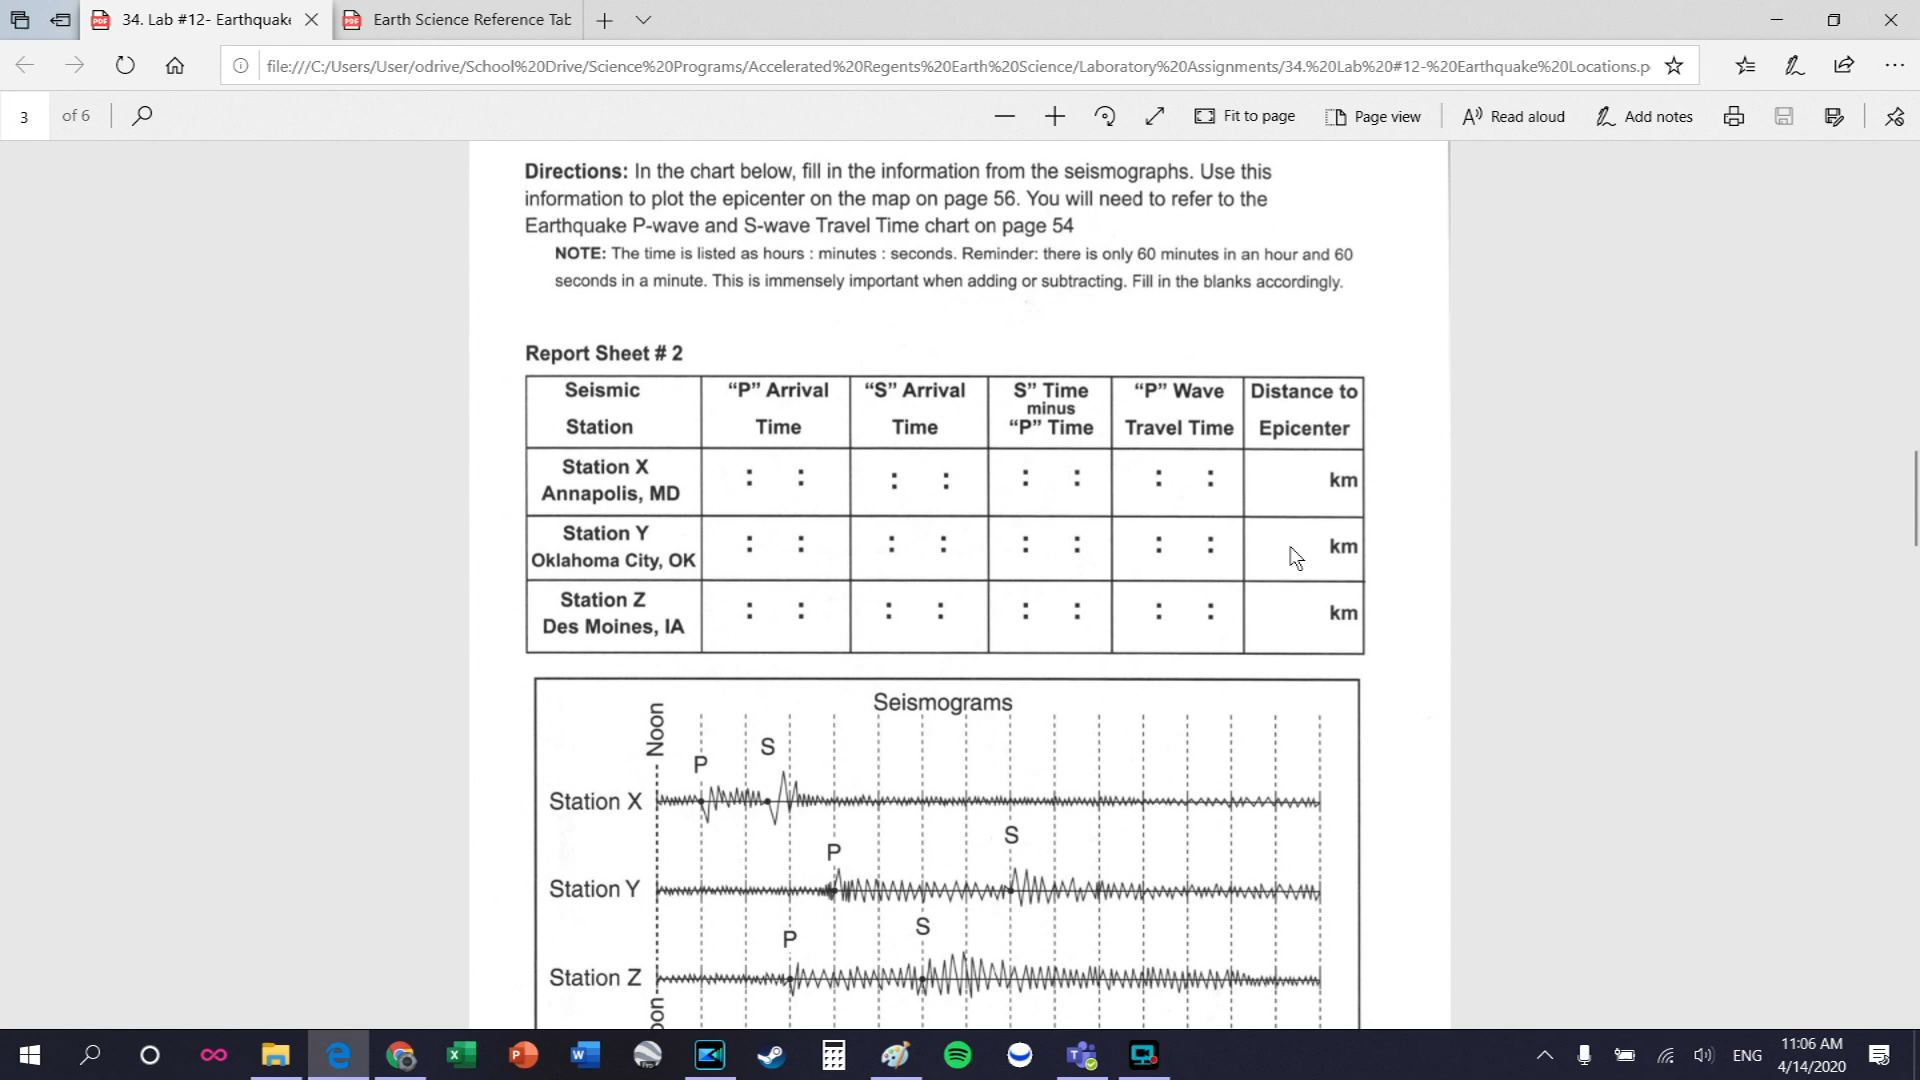 34. Lab #12- Earthquake
Earth Science Reference Tab
file:///C:/Users/User/odrive/School%20Drive/Science%20Programs/Accelerated%20Regents%20Earth%20Science/Laboratory%20Assignments/34.%20Lab%20#12-%20Earthquake%20Locations.p
3 of 6
Fit to page
Page view
Read aloud
Add notes
Directions: In the chart below, fill in the information from the seismographs. Use this
information to plot the epicenter on the map on page 56. You will need to refer to the
Earthquake P-wave and S-wave Travel Time chart on page 54
NOTE: The time is listed as hours : minutes : seconds. Reminder: there is only 60 minutes in an hour and 60
seconds in a minute. This is immensely important when adding or subtracting. Fill in the blanks accordingly.
Report Sheet # 2
Seismic Station
“P” Arrival Time
“S” Arrival Time
S” Time minus “P” Time
“P” Wave Travel Time
Distance to Epicenter
Station X Annapolis, MD : : : : : : : : km
Station Y Oklahoma City, OK : : : : : : : : km
Station Z Des Moines, IA : : : : : : : : km
Seismograms
Noon
P
S
Station X
P
S
Station Y
P
S
Station Z
oon
ENG
11:06 AM
4/14/2020